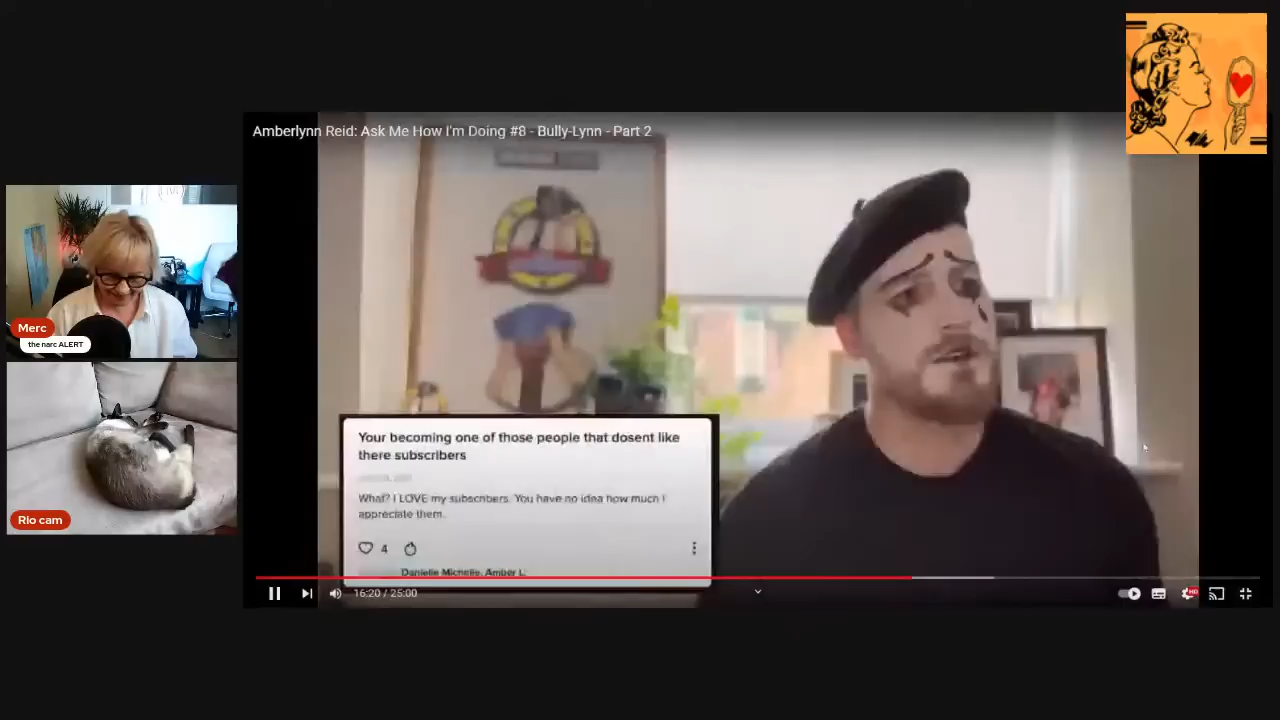 Amberlynn Reid: Ask Me How I'm Doing #8 - Bully-Lynn - Part 2
Merc
the narc ALERT
Rio cam
Your becoming one of those people that dosent like
there subscribers
What? I LOVE my subscribers. You have no idea how much I
appreciate them.
4
Danielle Michelle, Amber L.
16:20 / 25:00
HD